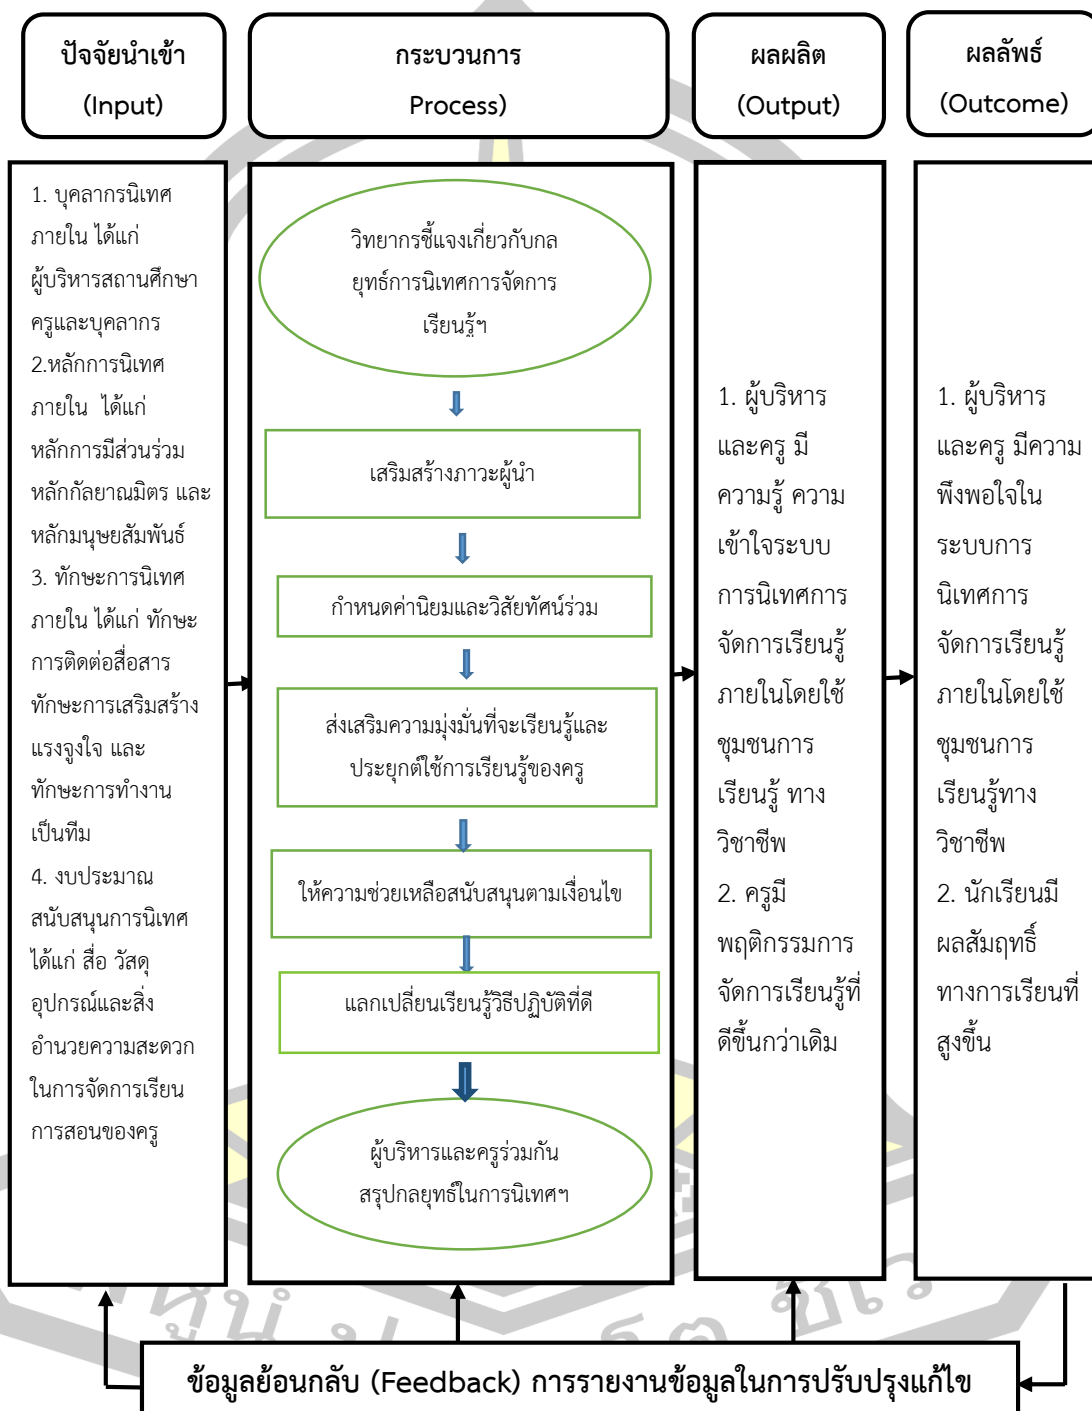 ปัจจัยนำเข้า
(Input)
กระบวนการ
Process)
ผลผลิต
(Output)
ผลลัพธ์
(Outcome)
1. บุคลากรนิเทศ
ภายใน ได้แก่
ผู้บริหารสถานศึกษา
ครูและบุคลากร
2.หลักการนิเทศ
ภายใน ได้แก่
หลักการมีส่วนร่วม
หลักกัลยาณมิตร และ
หลักมนุษยสัมพันธ์
3. ทักษะการนิเทศ
ภายใน ได้แก่ ทักษะ
การติดต่อสื่อสาร
ทักษะการเสริมสร้าง
แรงจูงใจ และ
ทักษะการทำงาน
เป็นทีม
4. งบประมาณ
สนับสนุนการนิเทศ
ได้แก่ สื่อ วัสดุ
อุปกรณ์และสิ่ง
อำนวยความสะดวก
ในการจัดการเรียน
การสอนของครู
วิทยากรชี้แจงเกี่ยวกับกล
ยุทธ์การนิเทศการจัดการ
เรียนรู้ฯ
เสริมสร้างภาวะผู้นำ
กำหนดค่านิยมและวิสัยทัศน์ร่วม
ส่งเสริมความมุ่งมั่นที่จะเรียนรู้และ
ประยุกต์ใช้การเรียนรู้ของครู
ให้ความช่วยเหลือสนับสนุนตามเงื่อนไข
แลกเปลี่ยนเรียนรู้วิธีปฏิบัติที่ดี
ผู้บริหารและครูร่วมกัน
สรุปกลยุทธ์ในการนิเทศฯ
1. ผู้บริหาร
และครู มี
ความรู้ ความ
เข้าใจระบบ
การนิเทศการ
จัดการเรียนรู้
ภายในโดยใช้
ชุมชนการ
เรียนรู้ ทาง
วิชาชีพ
2. ครูมี
พฤติกรรมการ
จัดการเรียนรู้ที่
ดีขึ้นกว่าเดิม
1. ผู้บริหาร
และครู มีความ
พึงพอใจใน
ระบบการ
นิเทศการ
จัดการเรียนรู้
ภายในโดยใช้
ชุมชนการ
เรียนรู้ทาง
วิชาชีพ
2. นักเรียนมี
ผลสัมฤทธิ์
ทางการเรียนที่
สูงขึ้น
ข้อมูลย้อนกลับ (Feedback) การรายงานข้อมูลในการปรับปรุงแก้ไข